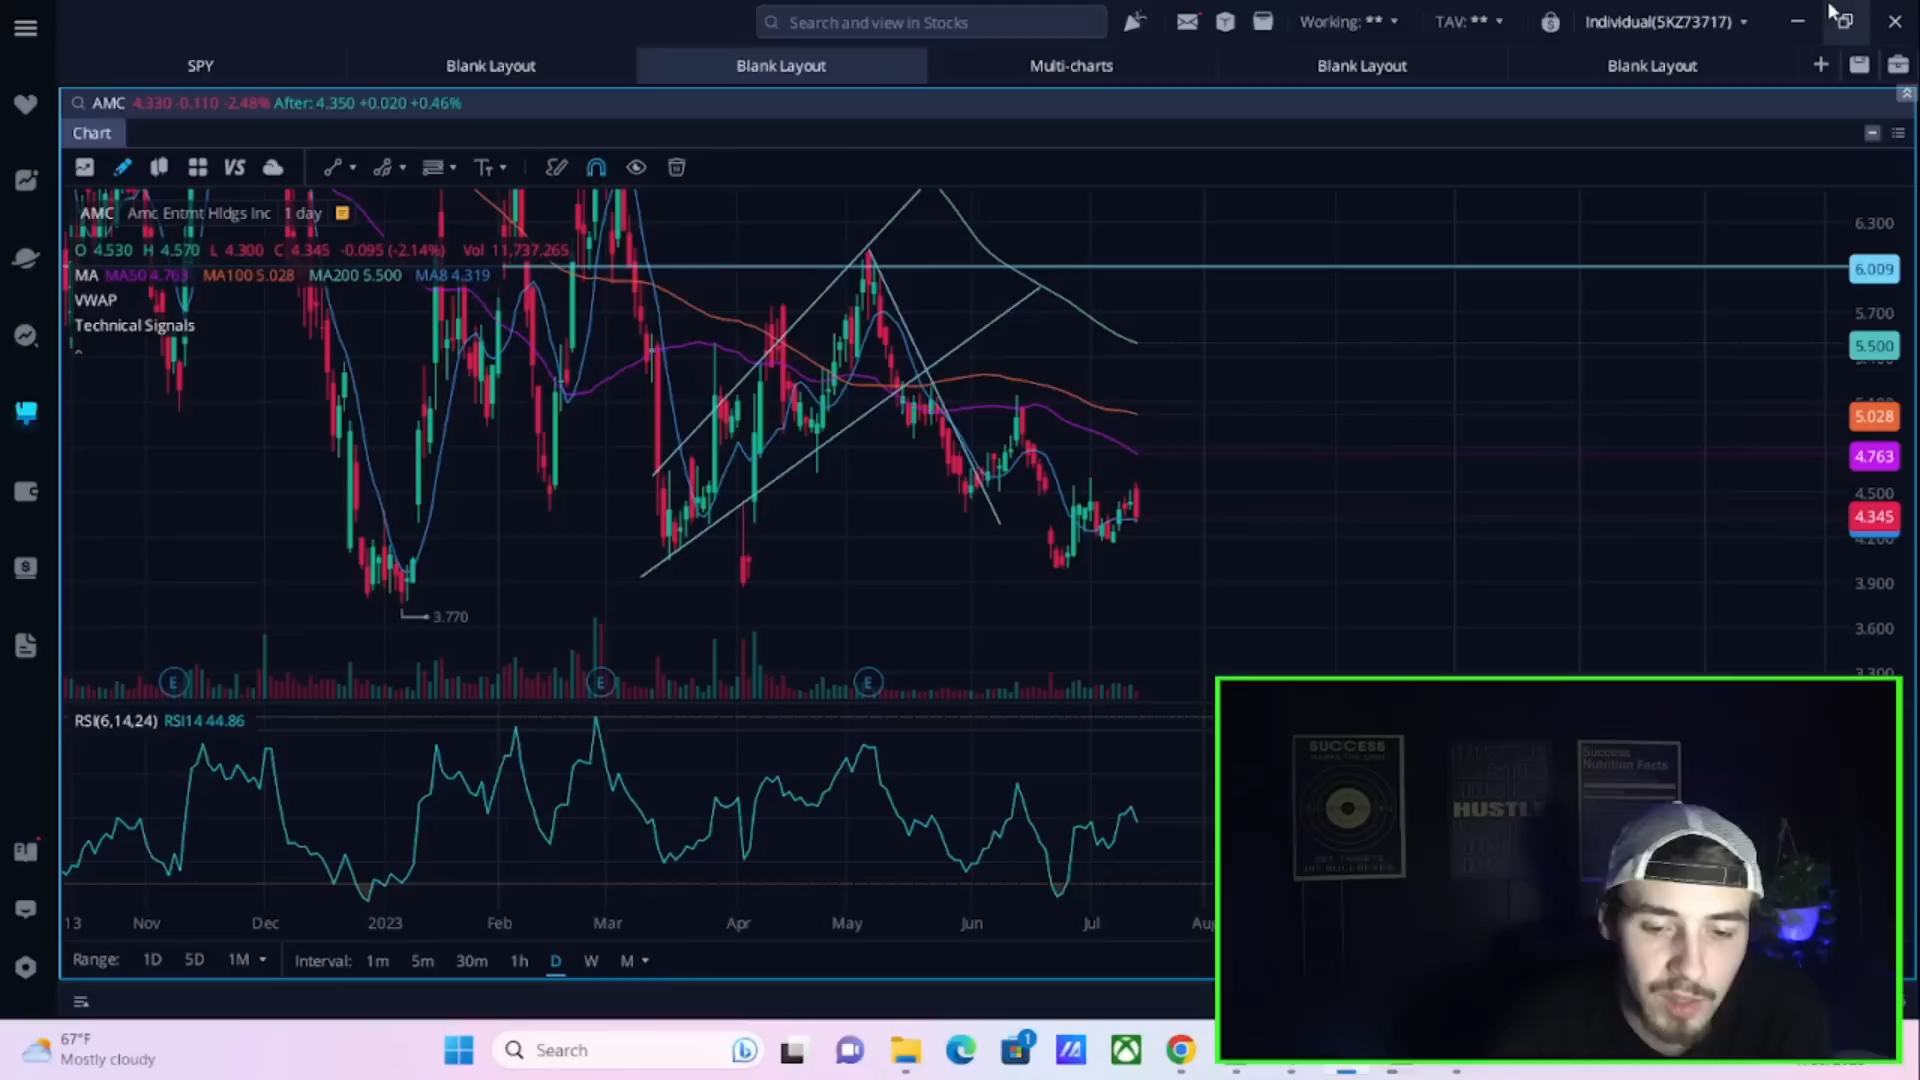 Search and view in Stocks
Working: **
TAV: **
Individual(5KZ73717)
SPY
Blank Layout
Blank Layout
Multi-charts
Blank Layout
Blank Layout
AMC 4.330 -0.110 -2.48% After: 4.350 +0.020 +0.46%
Chart
VS
AMC Amc Entmt Hldgs Inc 1 day
O 4.530 H 4.570 L 4.300 C 4.345 -0.095 (-2.14%) Vol 11,737,265
MA MA50 4.763 MA100 5.028 MA200 5.500 MA8 4.319
VWAP
Technical Signals
6.300
6.009
5.700
5.500
5.028
4.763
4.500
4.345
4.200
3.900
3.600
3.300
3.770
E
E
E
RSI(6,14,24) RSI14 44.86
13 Nov Dec 2023 Feb Mar Apr May Jun Jul Aug
Range: 1D 5D 1M Interval: 1m 5m 30m 1h D W M
SUCCESS
HUSTLE
Success
Nutrition Facts
67°F
Mostly cloudy
Search
1